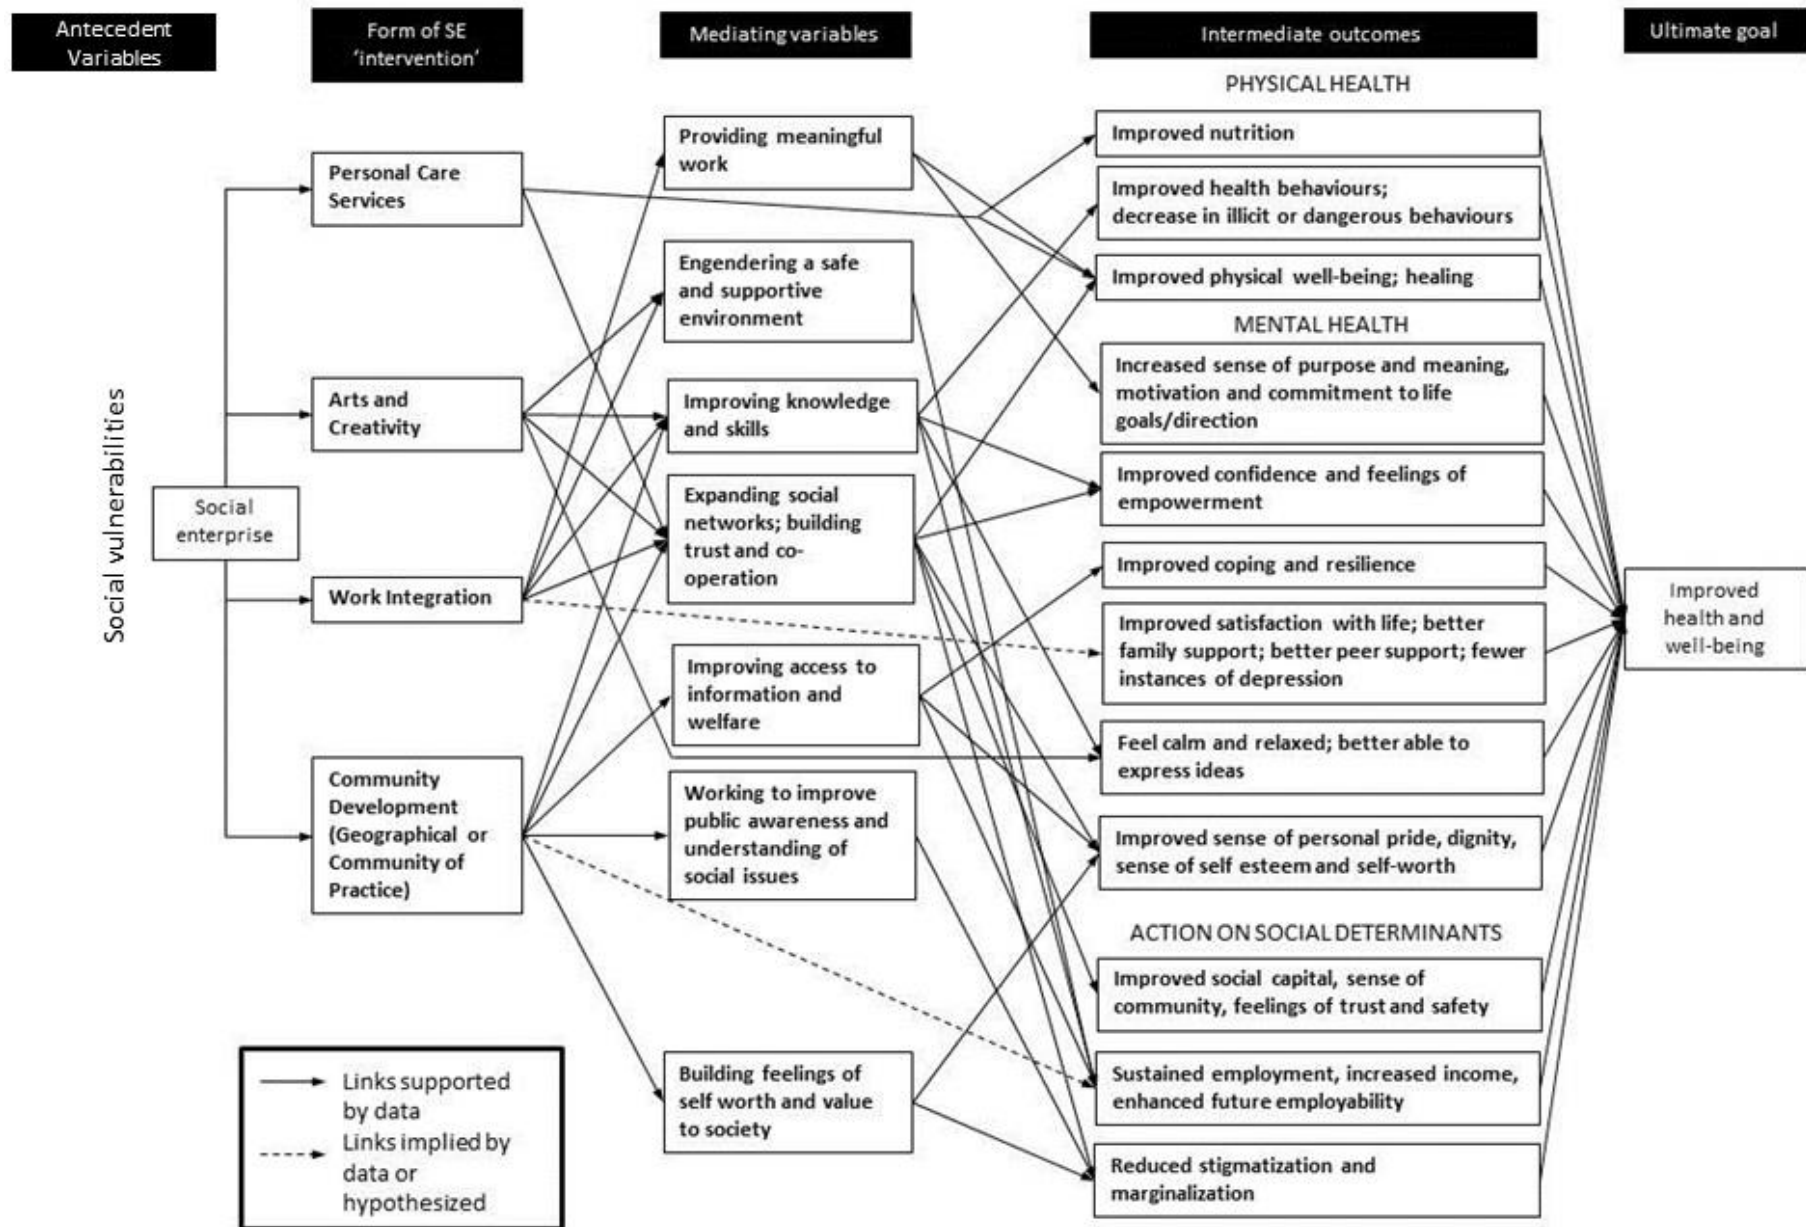 Antecedent
Variables
Form of SE
‘intervention’
Mediating variables
Intermediate outcomes
Ultimate goal
Social vulnerabilities
Social
enterprise
Personal Care
Services
Arts and
Creativity
Work Integration
Community
Development
(Geographical or
Community of
Practice)
Providing meaningful
work
Engendering a safe
and supportive
environment
Improving knowledge
and skills
Expanding social
networks; building
trust and co-
operation
Improving access to
information and
welfare
Working to improve
public awareness and
understanding of
social issues
Building feelings of
self worth and value
to society
PHYSICAL HEALTH
Improved nutrition
Improved health behaviours;
decrease in illicit or dangerous behaviours
Improved physical well-being; healing
MENTAL HEALTH
Increased sense of purpose and meaning,
motivation and commitment to life
goals/direction
Improved confidence and feelings of
empowerment
Improved coping and resilience
Improved satisfaction with life; better
family support; better peer support; fewer
instances of depression
Feel calm and relaxed; better able to
express ideas
Improved sense of personal pride, dignity,
sense of self esteem and self-worth
ACTION ON SOCIAL DETERMINANTS
Improved social capital, sense of
community, feelings of trust and safety
Sustained employment, increased income,
enhanced future employability
Reduced stigmatization and
marginalization
Improved
health and
well-being
Links supported
by data
Links implied by
data or
hypothesized